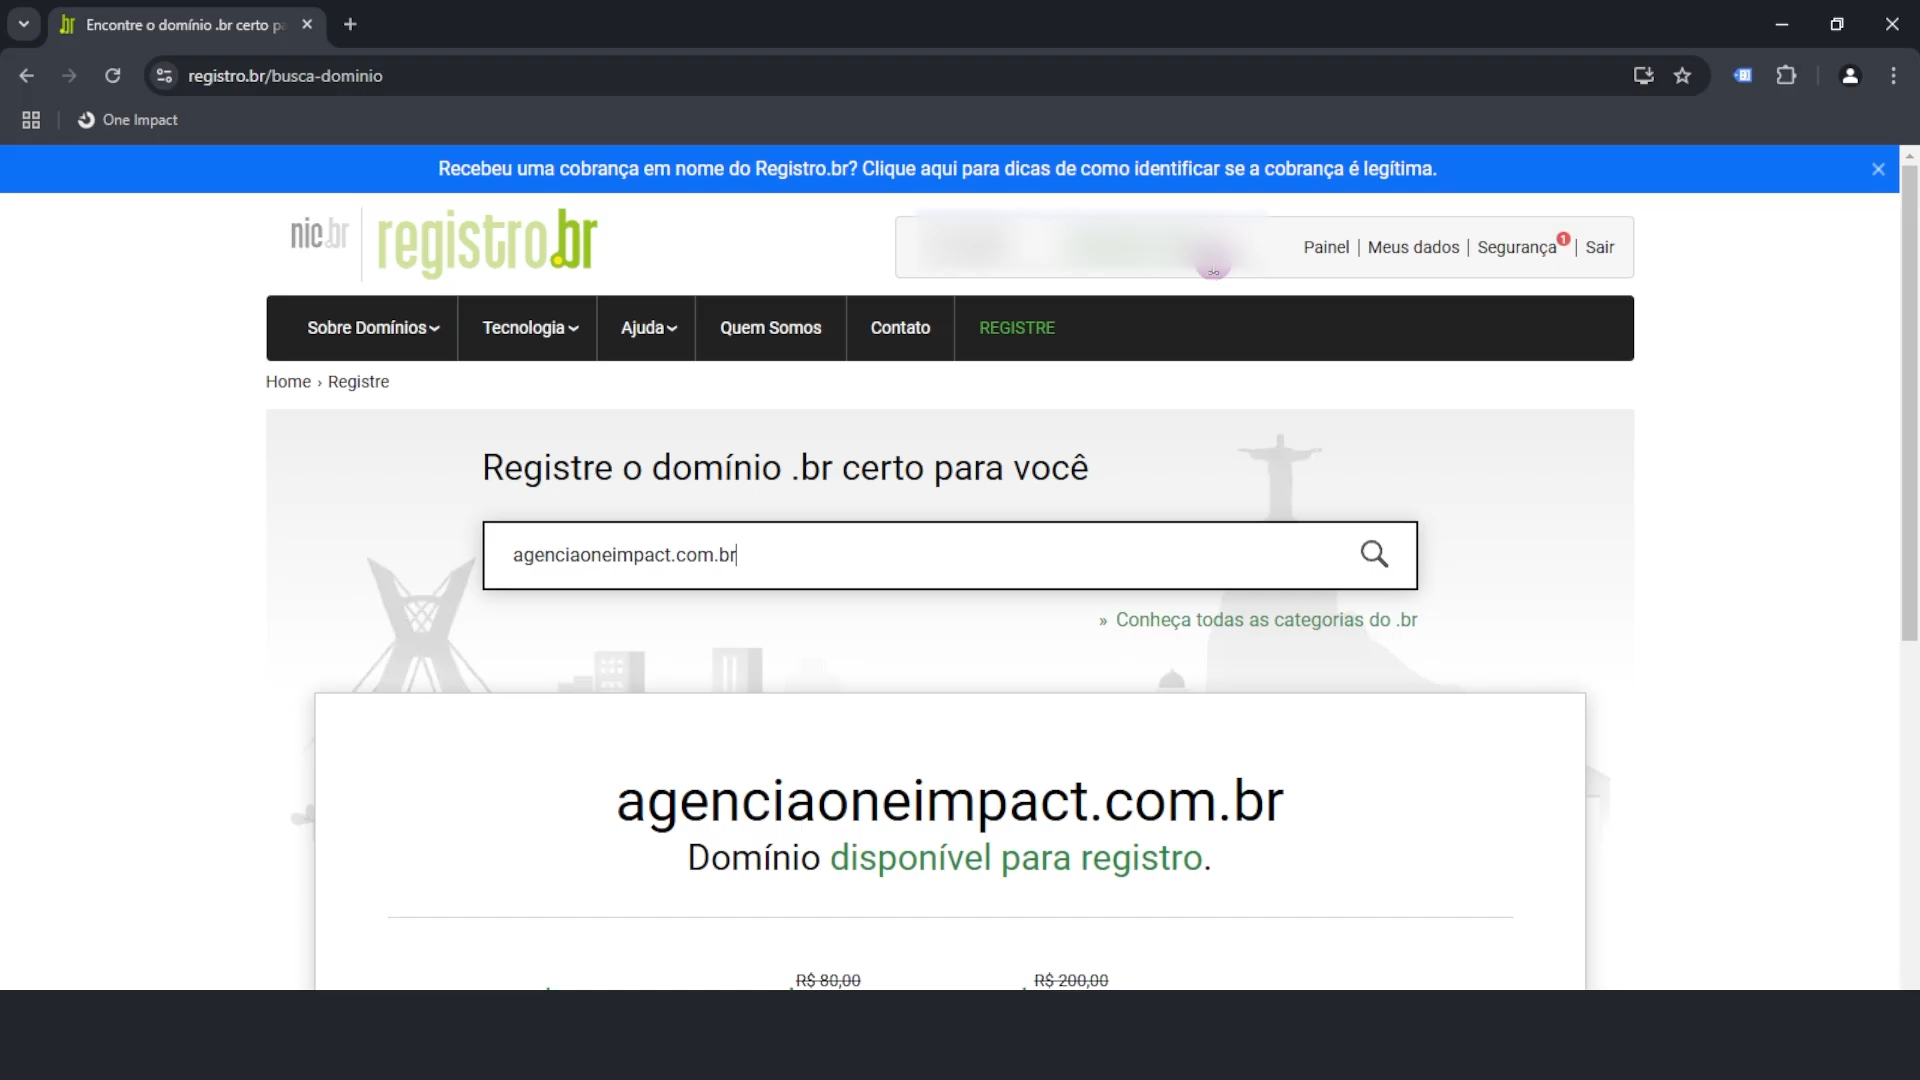 Encontre o domínio .br certo pa
registro.br/busca-dominio
One Impact
Recebeu uma cobrança em nome do Registro.br? Clique aqui para dicas de como identificar se a cobrança é legítima.
nic.br
registro.br
Painel | Meus dados | Segurança 1 | Sair
Sobre Domínios
Tecnologia
Ajuda
Quem Somos
Contato
REGISTRE
Home › Registre
Registre o domínio .br certo para você
agenciaoneimpact.com.br
» Conheça todas as categorias do .br
agenciaoneimpact.com.br
Domínio disponível para registro.
R$ 80,00
R$ 200,00